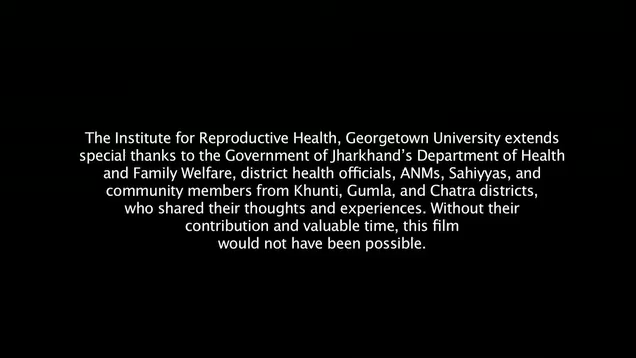 The Institute for Reproductive Health, Georgetown University extends
special thanks to the Government of Jharkhand's Department of Health
and Family Welfare, district health officials, ANMs, Sahiyyas, and
community members from Khunti, Gumla, and Chatra districts,
who shared their thoughts and experiences. Without their
contribution and valuable time, this film
would not have been possible.